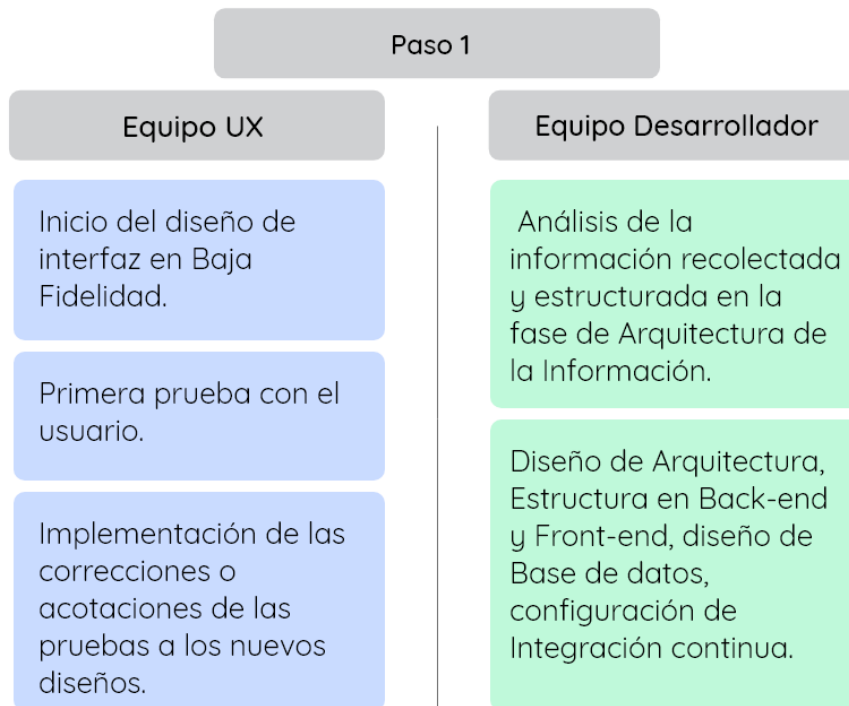 Paso 1
Equipo UX
Inicio del diseño de
interfaz en Baja
Fidelidad.
Primera prueba con el
usuario.
Implementación de las
correcciones o
acotaciones de las
pruebas a los nuevos
diseños.
Equipo Desarrollador
Análisis de la
información recolectada
y estructurada en la
fase de Arquitectura de
la Información.
Diseño de Arquitectura,
Estructura en Back-end
y Front-end, diseño de
Base de datos,
configuración de
Integración continua.